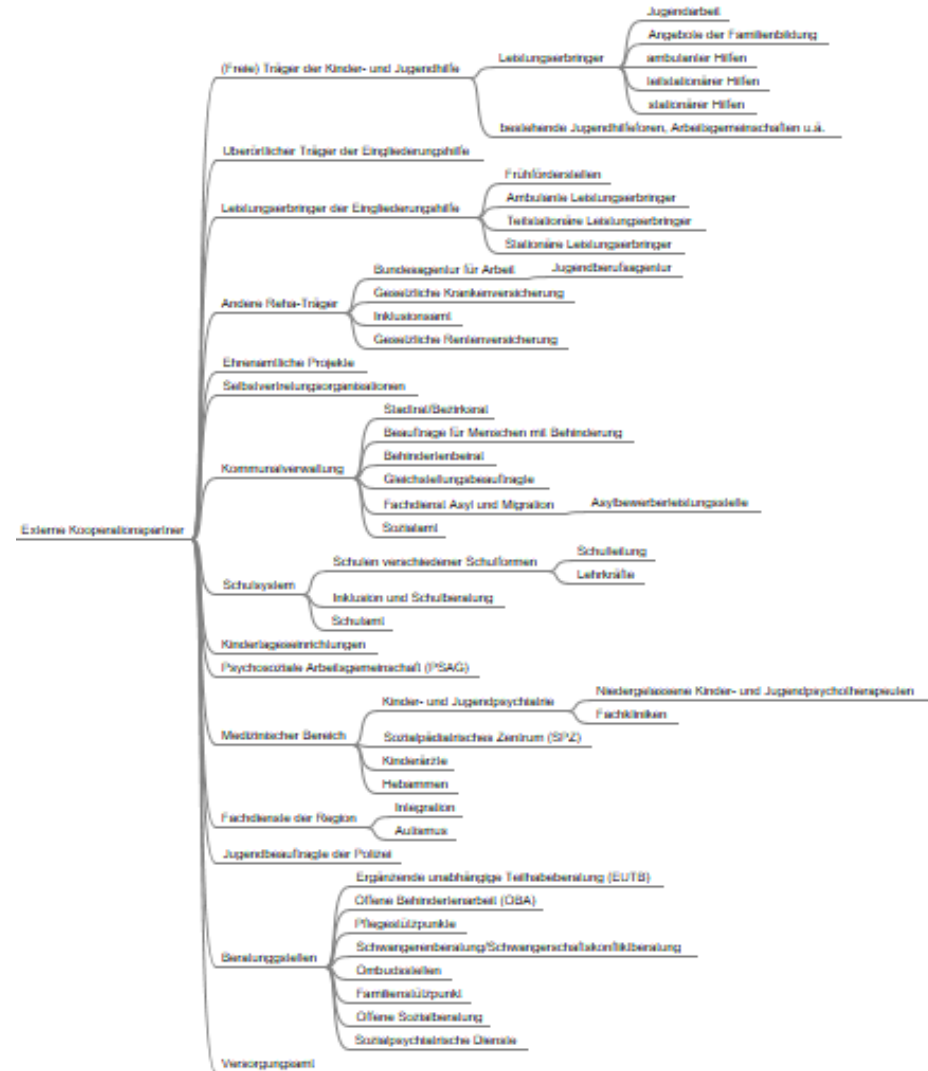 Jugendarbeit
Angebote der Familienbildung
(Freie) Träger der Kinder- und Jugendhilfe
Leistungserbringer
ambulanter Hilfen
teilstationärer Hilfen
stationärer Hilfen
bestehende Jugendhilfeforen, Arbeitsgemeinschaften u.ä.
Überörtlicher Träger der Eingliederungshilfe
Frühförderstellen
Ambulante Leistungserbringer
Leistungserbringer der Eingliederungshilfe
Teilstationäre Leistungserbringer
Stationäre Leistungserbringer
Bundesagentur für Arbeit
Jugendberufsagentur
Gesetzliche Krankenversicherung
Andere Reha-Träger
Inklusionsamt
Gesetzliche Rentenversicherung
Ehrenamtliche Projekte
Selbstvertretungsorganisationen
Stadtrat/Bezirksrat
Beauftrage für Menschen mit Behinderung
Behindertenbeirat
Kommunalverwaltung
Gleichstellungsbeauftragte
Fachdienst Asyl und Migration
Asylbewerberleistungsstelle
Sozialamt
Externe Kooperationspartner
Schulen verschiedener Schulformen
Schulleitung
Lehrkräfte
Schulsystem
Inklusion und Schulberatung
Schulamt
Kindertageseinrichtungen
Psychosoziale Arbeitsgemeinschaft (PSAG)
Kinder- und Jugendpsychiatrie
Niedergelassene Kinder- und Jugendpsychotherapeuten
Fachkliniken
Medizinischer Bereich
Sozialpädiatrisches Zentrum (SPZ)
Kinderärzte
Hebammen
Fachdienste der Region
Integration
Autismus
Jugendbeauftragte der Polizei
Ergänzende unabhängige Teilhabeberatung (EUTB)
Offene Behindertenarbeit (OBA)
Pflegestützpunkte
Schwangerenberatung/Schwangerschaftskonfliktberatung
Beratunggstellen
Ombudsstellen
Familienstützpunkt
Offene Sozialberatung
Sozialpsychiatrische Dienste
Versorgungsamt